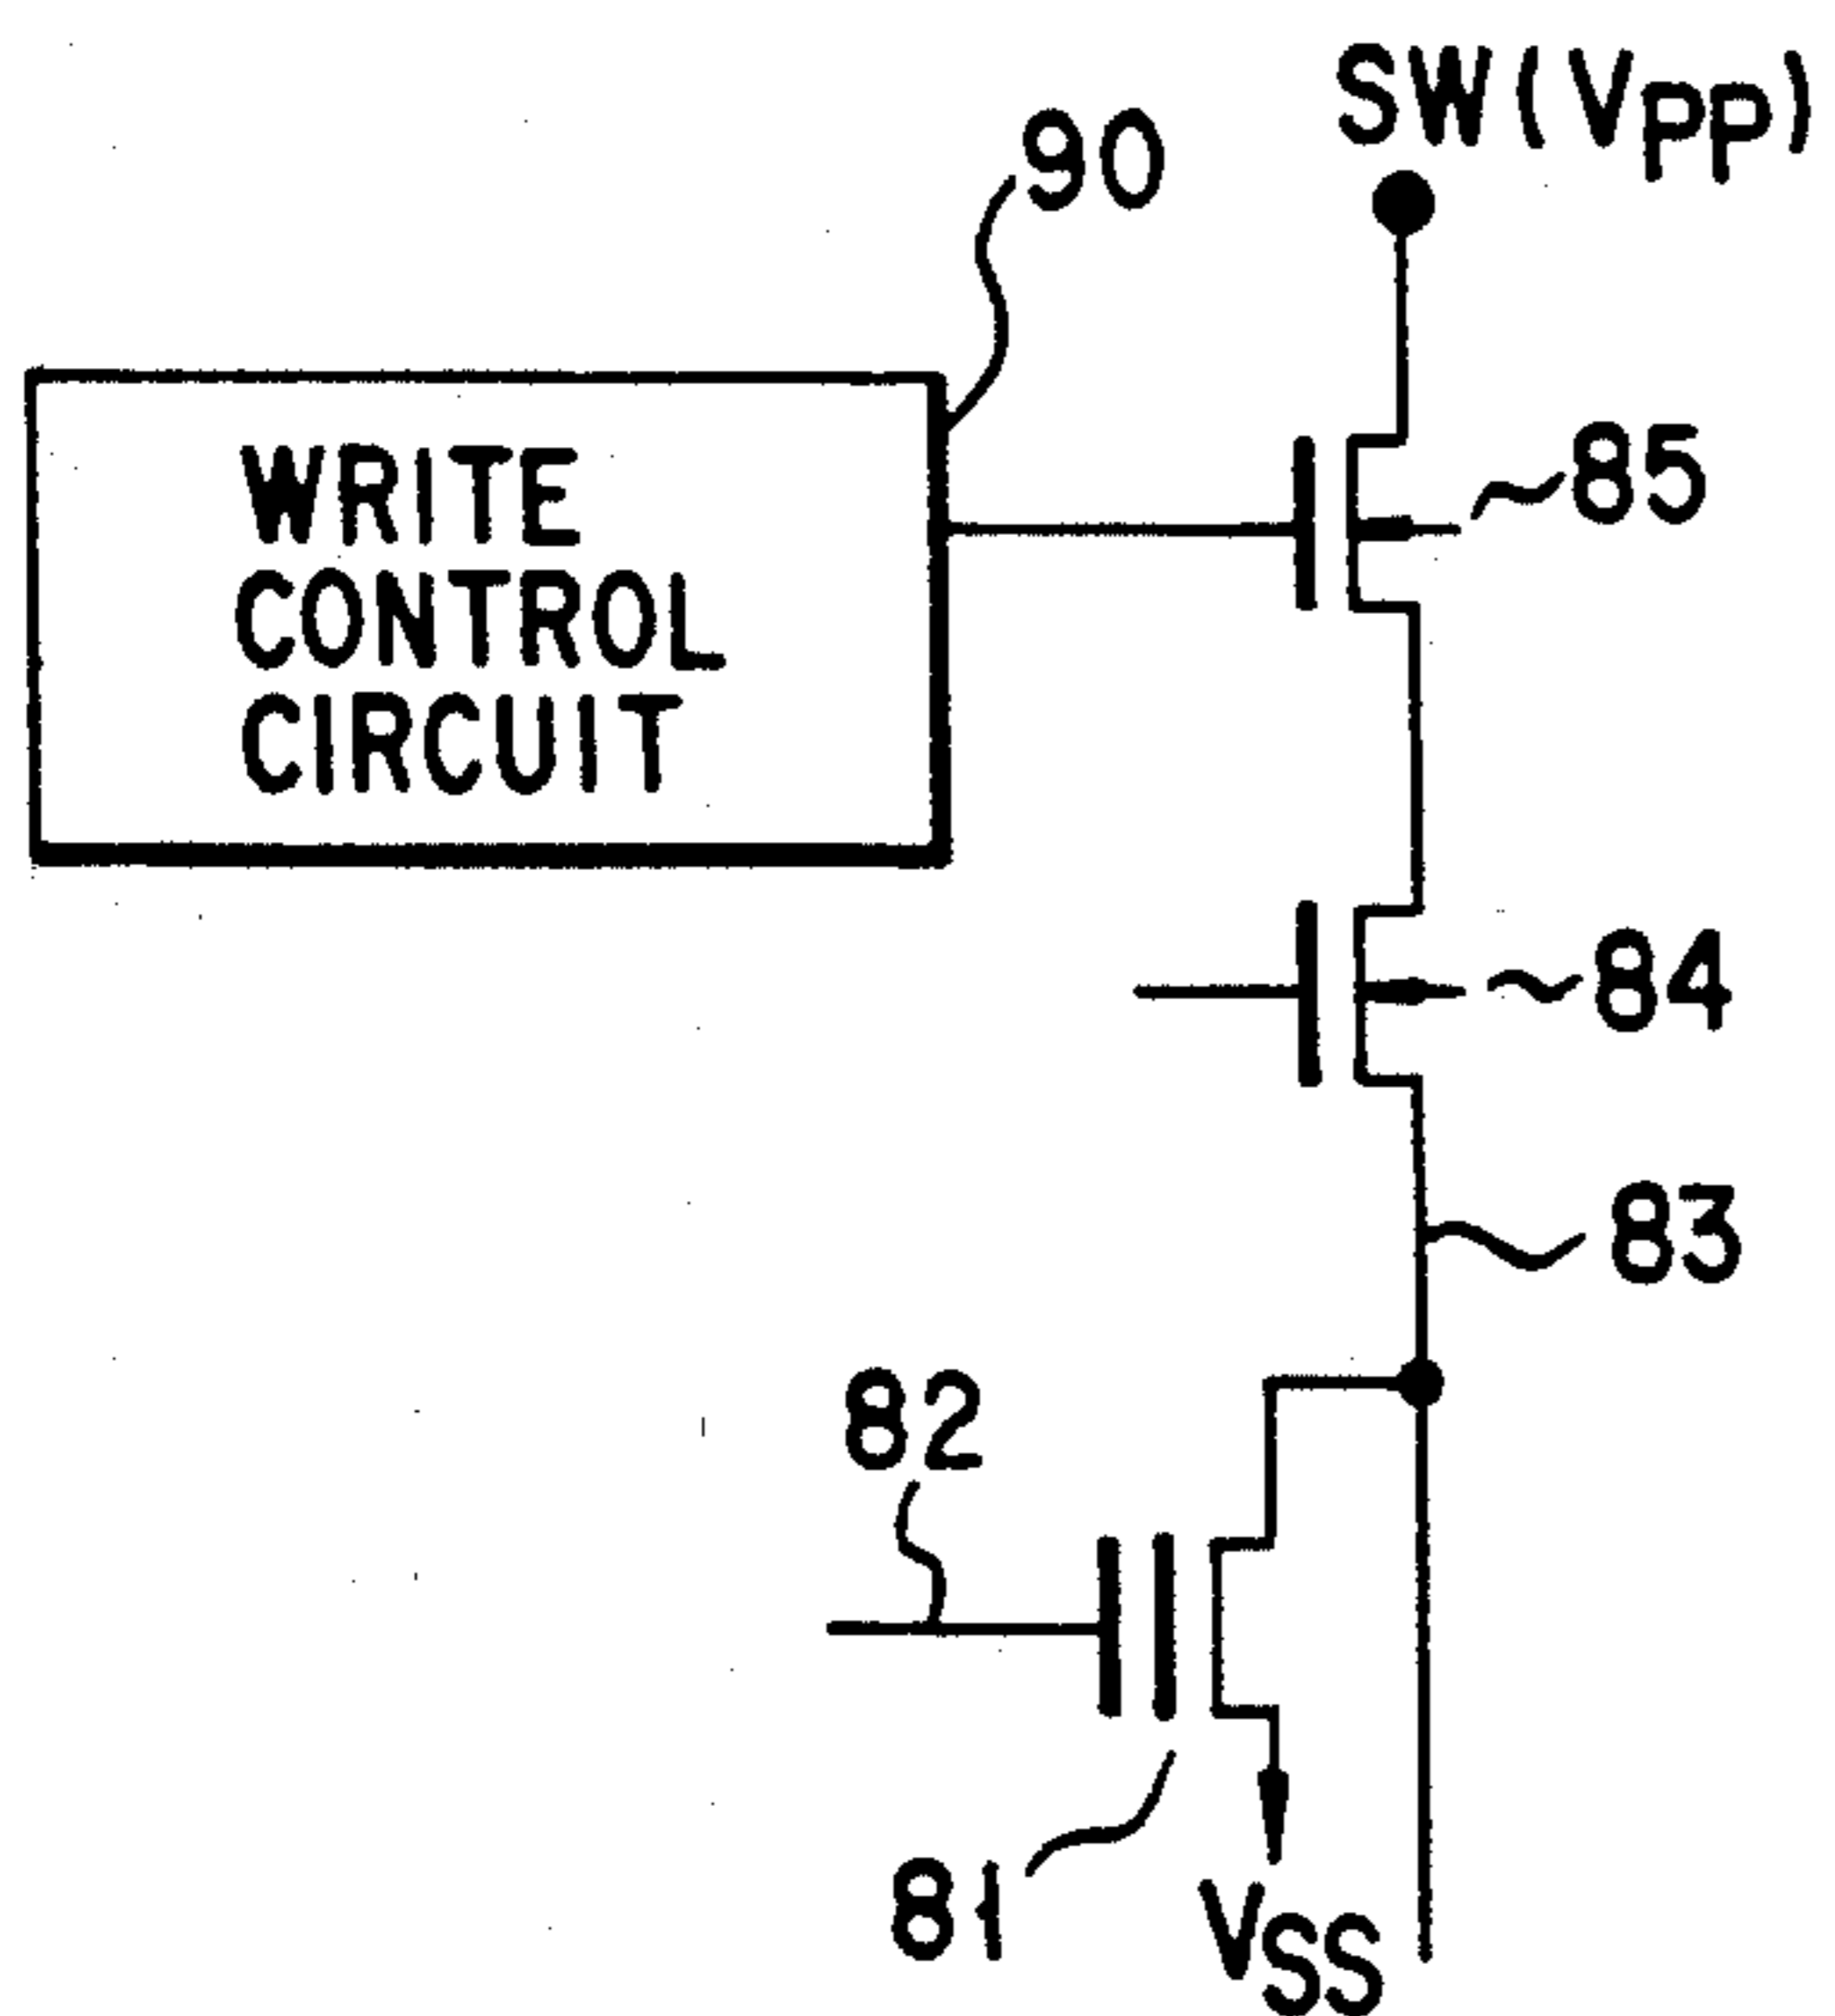 SW(VPP)
90
WRITE
CONTROL
CIRCUIT
85
84
83
82
81
VSS